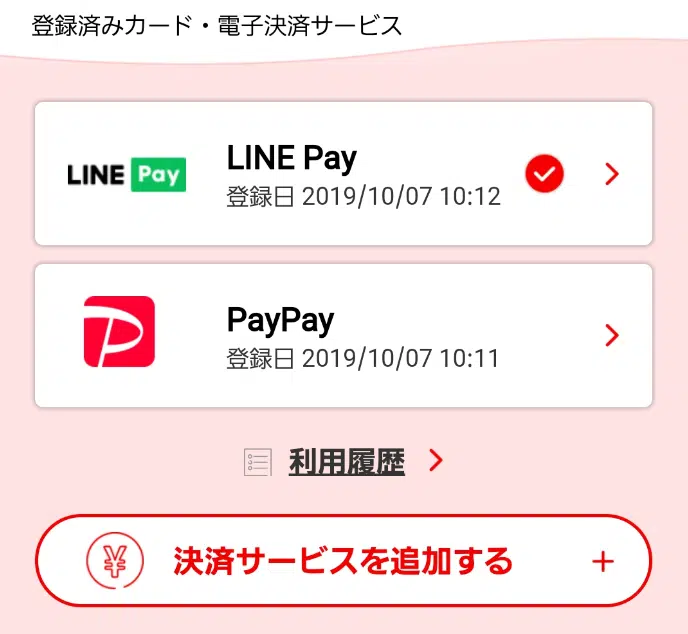 登録済みカード・電子決済サービス
LINE Pay
LINE Pay
登録日 2019/10/07 10:12
PayPay
登録日 2019/10/07 10:11
利用履歴
決済サービスを追加する